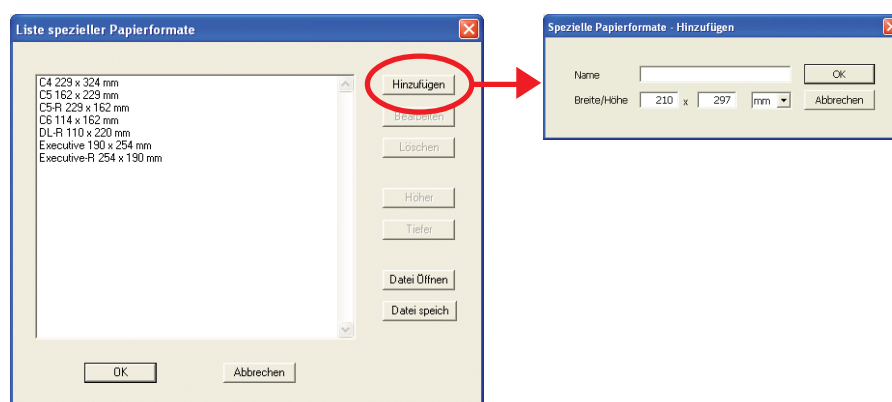 Liste spezieller Papierformate
C4 229 x 324 mm
C5 162 x 229 mm
C5-R 229 x 162 mm
C6 114 x 162 mm
DL-R 110 x 220 mm
Executive 190 x 254 mm
Executive-R 254 x 190 mm
Hinzufügen
Bearbeiten
Löschen
Höher
Tiefer
Datei Öffnen
Datei speich
OK Abbrechen
Spezielle Papierformate - Hinzufügen
Name OK
Breite/Höhe 210 x 297 mm Abbrechen